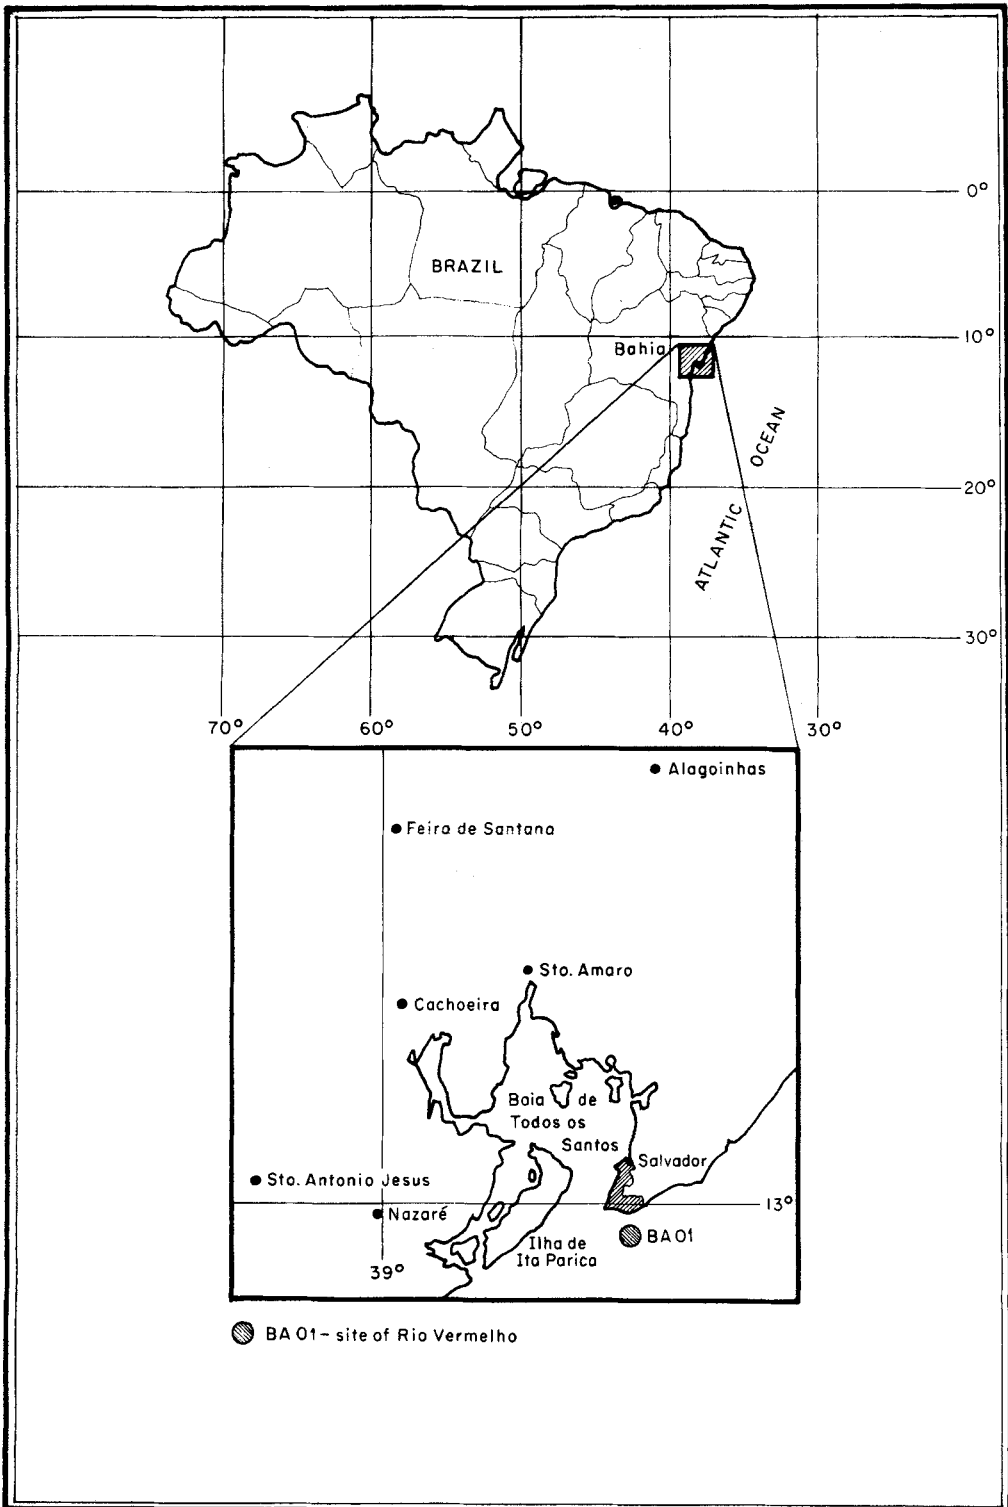 0°
BRAZIL
10°
Bahia
OCEAN
ATLANTIC
20°
30°
70°
60°
50°
40°
30°
Alagoinhas
Feira de Santana
Sto. Amaro
Cachoeira
Baia de
Todos os
Santos
Salvador
Sto. Antonio Jesus
13°
Nazaré
BA 01
Ilha de
Ita Parica
39°
BA 01 - site of Rio Vermelho